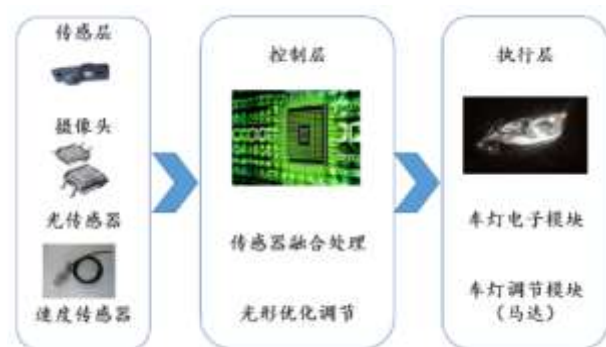 传感层
摄像头
光传感器
速度传感器
控制层
传感器融合处理
光形优化调节
执行层
车灯电子模块
车灯调节模块
（马达）